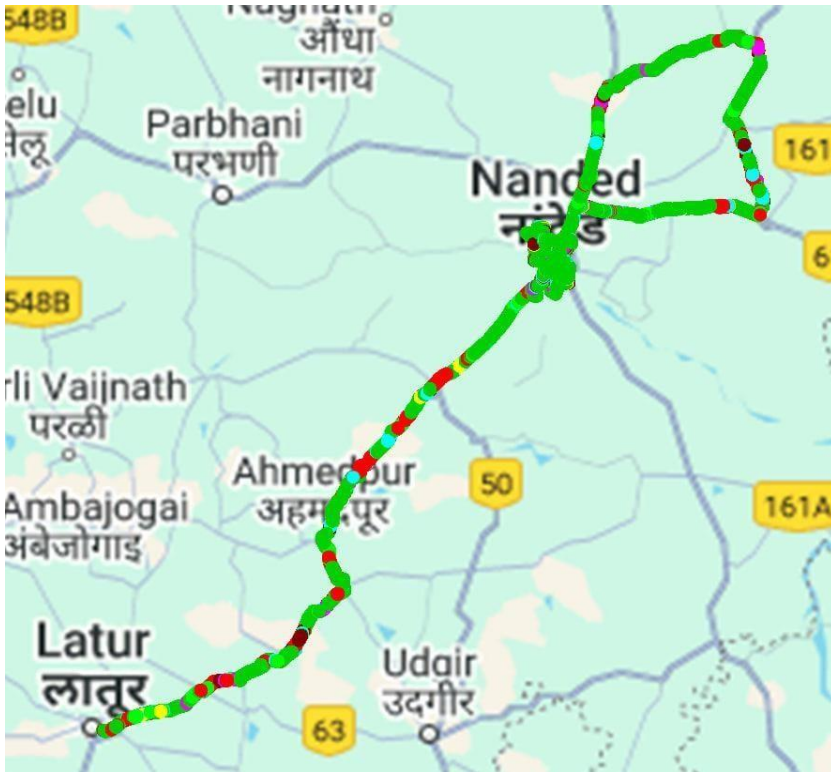 548B
औंधा
नागनाथ
elu
सेलू
Parbhani
परभणी
161
Nanded
नांदेड
6
548B
rli Vaijnath
परळी
Ahmedpur
अहमदपूर
50
Ambajogai
अंबेजोगाई
161A
Latur
लातूर
Udgir
उदगीर
63